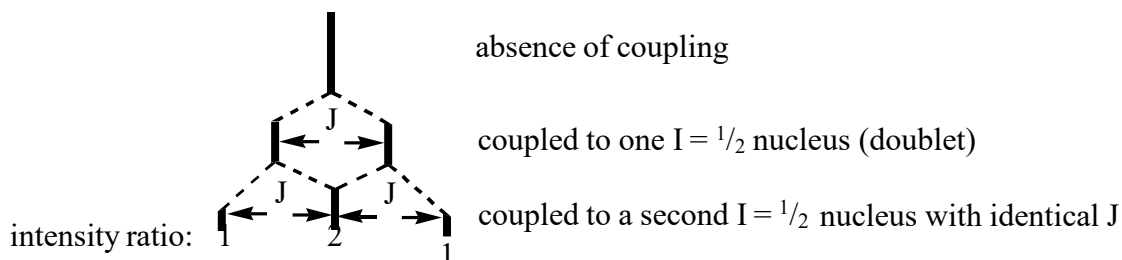 absence of coupling
J
coupled to one I = 1/2 nucleus (doublet)
J J
coupled to a second I = 1/2 nucleus with identical J
intensity ratio: 1 2 1